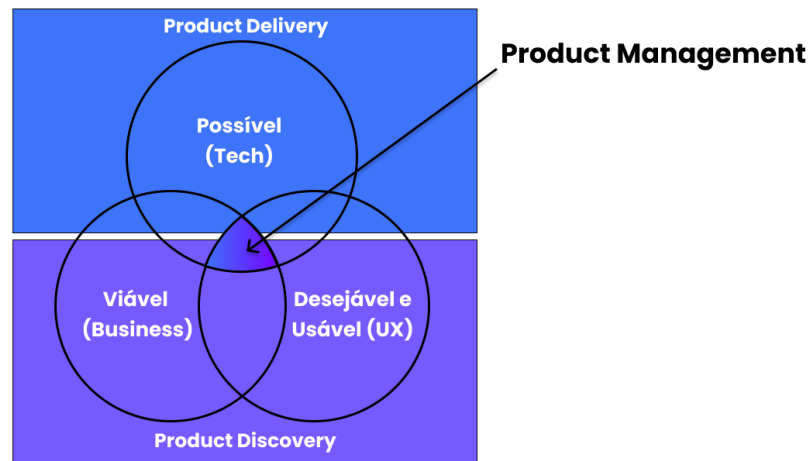 Product Delivery
Product Management
Possível
(Tech)
Viável
(Business)
Desejável e
Usável (UX)
Product Discovery